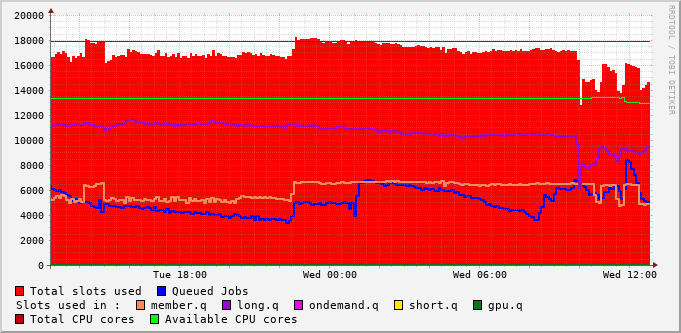 20000
18000
16000
14000
12000
10000
8000
6000
4000
2000
0
Tue 18:00 Wed 00:00 Wed 06:00 Wed 12:00
RRDTOOL / TOBI OETIKER
Total slots used Queued Jobs
Slots used in : member.q long.q ondemand.q short.q gpu.q
Total CPU cores Available CPU cores